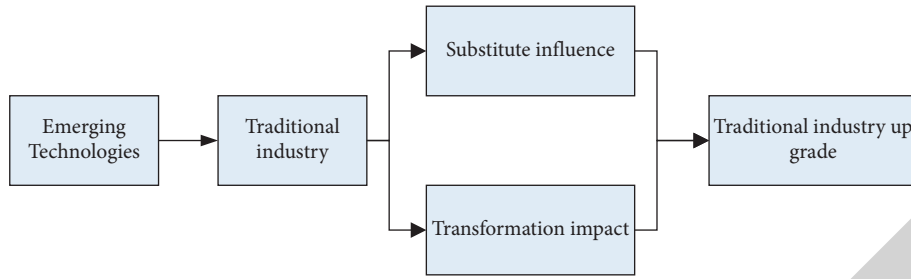 Emerging
Technologies
Traditional
industry
Substitute influence
Transformation impact
Traditional industry up
grade